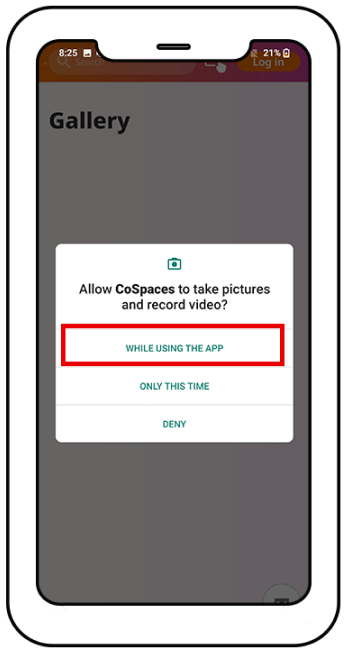 8:25
21%
Search
Log in
Gallery
Allow CoSpaces to take pictures
and record video?
WHILE USING THE APP
ONLY THIS TIME
DENY